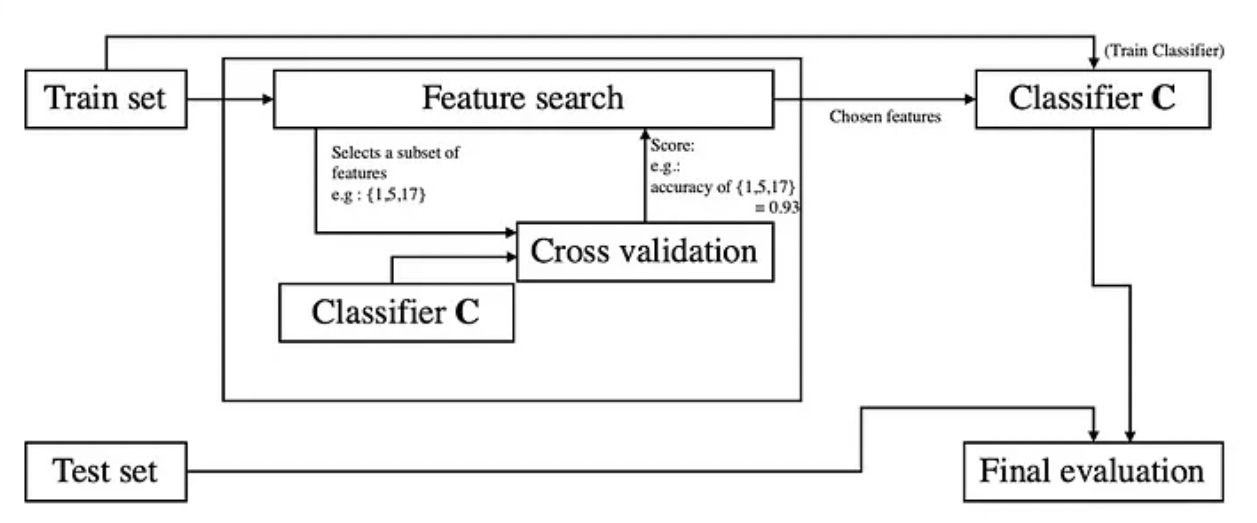 (Train Classifier)
Train set
Feature search
Classifier C
Chosen features
Selects a subset of
features
e.g : {1,5,17}
Score:
e.g.:
accuracy of {1,5,17}
= 0.93
Cross validation
Classifier C
Test set
Final evaluation